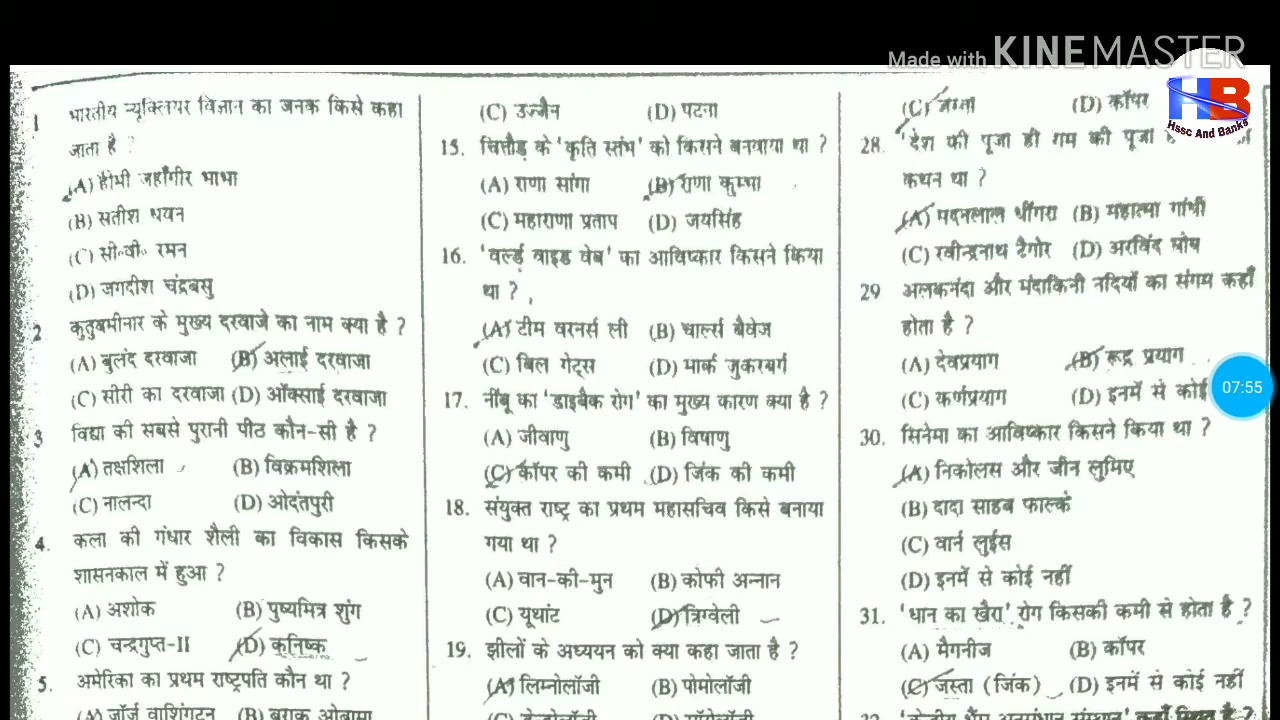 Made with KINEMASTER
HB
Hssc And Banks
1 भारतीय न्यूक्लियर विज्ञान का जनक किसे कहा
जाता है ?
(A) होमी जहाँगीर भाभा
(B) सतीश धवन
(C) सी॰वी॰ रमन
(D) जगदीश चंद्रबसु
2 कुतुबमीनार के मुख्य दरवाजे का नाम क्या है ?
(A) बुलंद दरवाजा (B) अलाई दरवाजा
(C) सीरी का दरवाजा (D) ऑक्साई दरवाजा
3 विद्या की सबसे पुरानी पीठ कौन-सी है ?
(A) तक्षशिला (B) विक्रमशिला
(C) नालन्दा (D) ओदंतपुरी
4. कला की गंधार शैली का विकास किसके
शासनकाल में हुआ ?
(A) अशोक (B) पुष्यमित्र शुंग
(C) चन्द्रगुप्त-II (D) कनिष्क
5. अमेरिका का प्रथम राष्ट्रपति कौन था ?
(A) जॉर्ज वाशिंगटन (B) बराक ओबामा
(C) उज्जैन (D) पटना
15. चित्तौड़ के 'कृति स्तंभ' को किसने बनवाया था ?
(A) राणा सांगा (B) राणा कुम्भा
(C) महाराणा प्रताप (D) जयसिंह
16. 'वर्ल्ड वाइड वेब' का आविष्कार किसने किया
था ?
(A) टीम वरनर्स ली (B) चार्ल्स बैवेज
(C) बिल गेट्स (D) मार्क जुकरबर्ग
17. नींबू का 'डाइबैक रोग' का मुख्य कारण क्या है ?
(A) जीवाणु (B) विषाणु
(C) कॉपर की कमी (D) जिंक की कमी
18. संयुक्त राष्ट्र का प्रथम महासचिव किसे बनाया
गया था ?
(A) वान-की-मुन (B) कोफी अन्नान
(C) यूथांट (D) त्रिग्वेली
19. झीलों के अध्ययन को क्या कहा जाता है ?
(A) लिम्नोलॉजी (B) पोमोलॉजी
(C) जस्ता (D) कॉपर
28. 'देश की पूजा ही राम की पूजा
कथन था ?
(A) मदनलाल धींगरा (B) महात्मा गांधी
(C) रवीन्द्रनाथ टैगोर (D) अरविंद घोष
29 अलकनंदा और मंदाकिनी नदियों का संगम कहाँ
होता है ?
(A) देवप्रयाग (B) रूद्र प्रयाग
(C) कर्णप्रयाग (D) इनमें से कोई
07:55
30. सिनेमा का आविष्कार किसने किया था ?
(A) निकोलस और जीन लुमिए
(B) दादा साहब फाल्के
(C) वार्न लुईस
(D) इनमें से कोई नहीं
31. 'धान का खैरा' रोग किसकी कमी से होता है ?
(A) मैगनीज (B) कॉपर
(C) जस्ता (जिंक) (D) इनमें से कोई नहीं